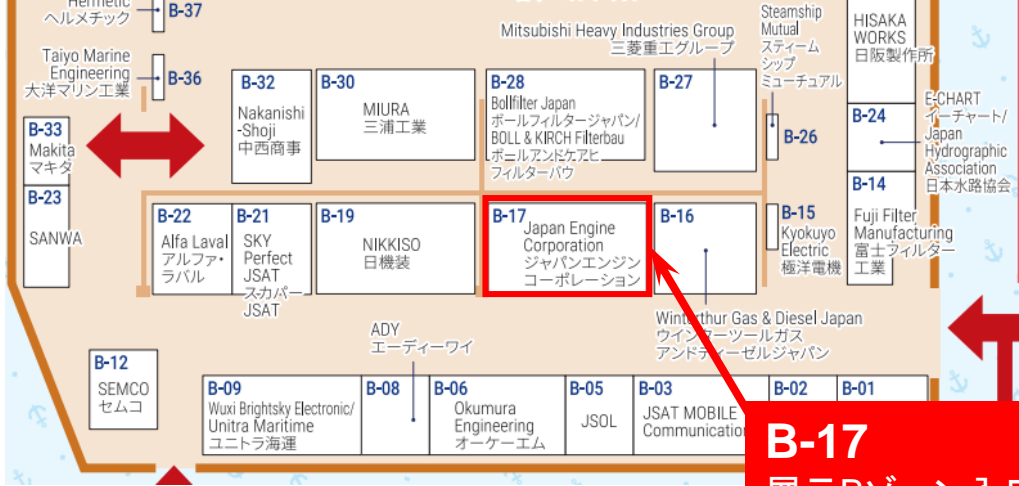 Hermetic
ヘルメチック
B-37
Taiyo Marine
Engineering
大洋マリン工業
B-36
B-33
Makita
マキタ
B-23
SANWA
B-32
Nakanishi
-Shoji
中西商事
B-30
MIURA
三浦工業
B-28
Bollfilter Japan
ボールフィルタージャパン/
BOLL & KIRCH Filterbau
ボールアンドケアヒ
フィルターバウ
Mitsubishi Heavy Industries Group
三菱重工グループ
B-27
Steamship
Mutual
スティーム
シップ
ミューチュアル
B-26
HISAKA
WORKS
日阪製作所
B-24
E-CHART
イーチャート/
Japan
Hydrographic
Association
日本水路協会
B-14
Fuji Filter
Manufacturing
富士フィルター
工業
B-22
Alfa Laval
アルファ・
ラバル
B-21
SKY
Perfect
JSAT
スカパー
JSAT
B-19
NIKKISO
日機装
B-17
Japan Engine
Corporation
ジャパンエンジン
コーポレーション
B-16
Winterthur Gas & Diesel Japan
ウインターツールガス
アンドディーゼルジャパン
B-15
Kyokuyo
Electric
極洋電機
B-12
SEMCO
セムコ
ADY
エーディーワイ
B-09
Wuxi Brightsky Electronic/
Unitra Maritime
ユニトラ海運
B-08
B-06
Okumura
Engineering
オーケーエム
B-05
JSOL
B-03
JSAT MOBILE
Communication
B-02
B-01
B-17